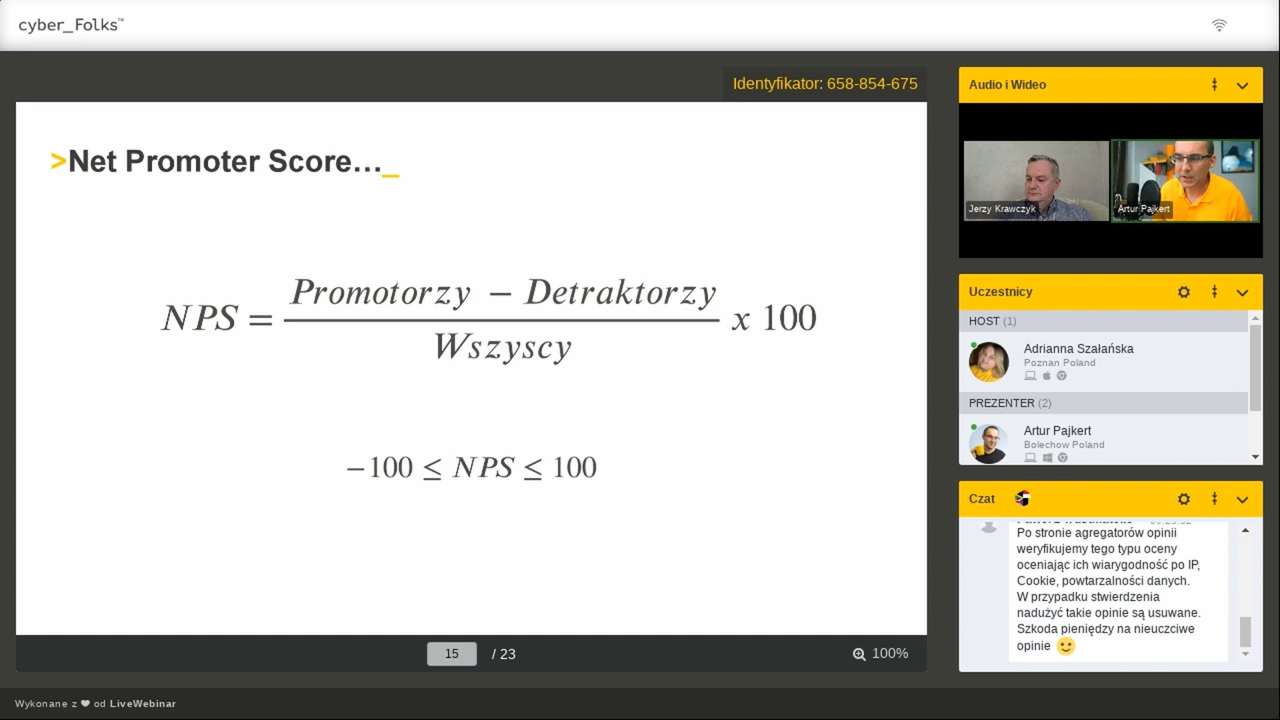 cyber_Folks™
Identyfikator: 658-854-675
>Net Promoter Score..._
NPS = Promotorzy − Detraktorzy / Wszyscy x 100
−100 ≤ NPS ≤ 100
15 / 23
100%
Wykonane z ❤ od LiveWebinar
Audio i Wideo
Jerzy Krawczyk
Artur Pajkert
Uczestnicy
HOST (1)
Adrianna Szałańska
Poznan Poland
PREZENTER (2)
Artur Pajkert
Bolechow Poland
Czat
Po stronie agregatorów opinii
weryfikujemy tego typu oceny
oceniając ich wiarygodność po IP,
Cookie, powtarzalności danych.
W przypadku stwierdzenia
nadużyć takie opinie są usuwane.
Szkoda pieniędzy na nieuczciwe
opinie 🙂